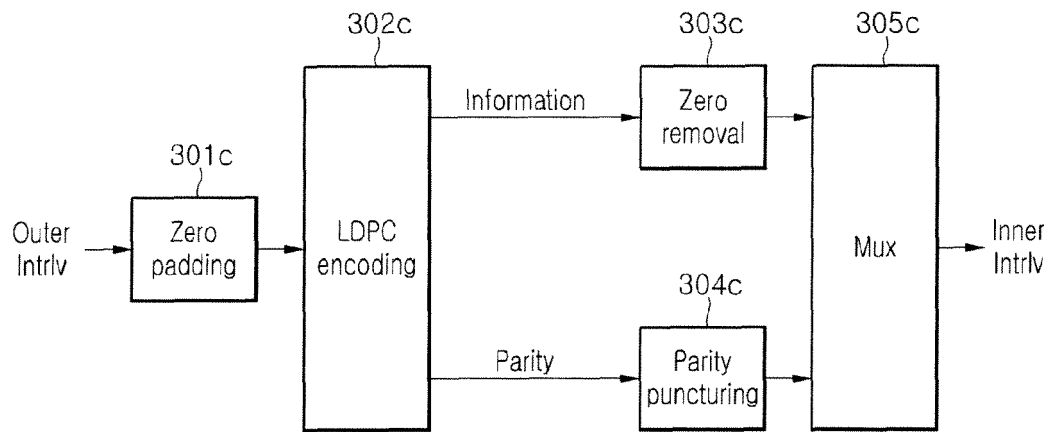 302c
303c
305c
Information
Zero
removal
301c
Outer
Intrlv
Zero
padding
LDPC
encoding
Mux
Inner
Intrlv
304c
Parity
Parity
puncturing